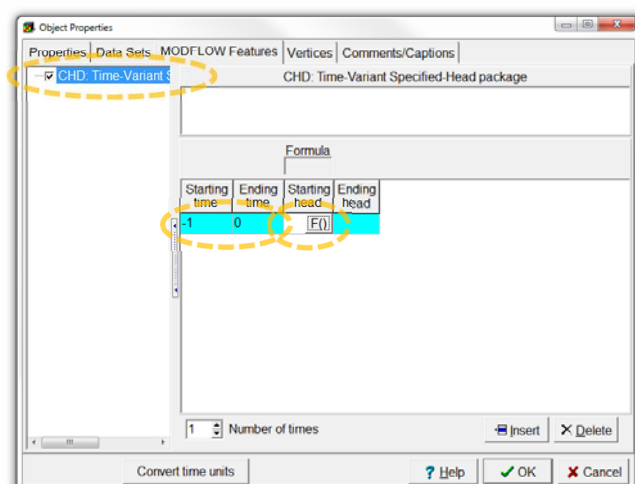 Object Properties
Properties Data Sets MODFLOW Features Vertices Comments/Captions
CHD: Time-Variant S
CHD: Time-Variant Specified-Head package
Formula
Starting time Ending time Starting head Ending head
-1 0 F()
1 Number of times Insert Delete
Convert time units ? Help OK Cancel